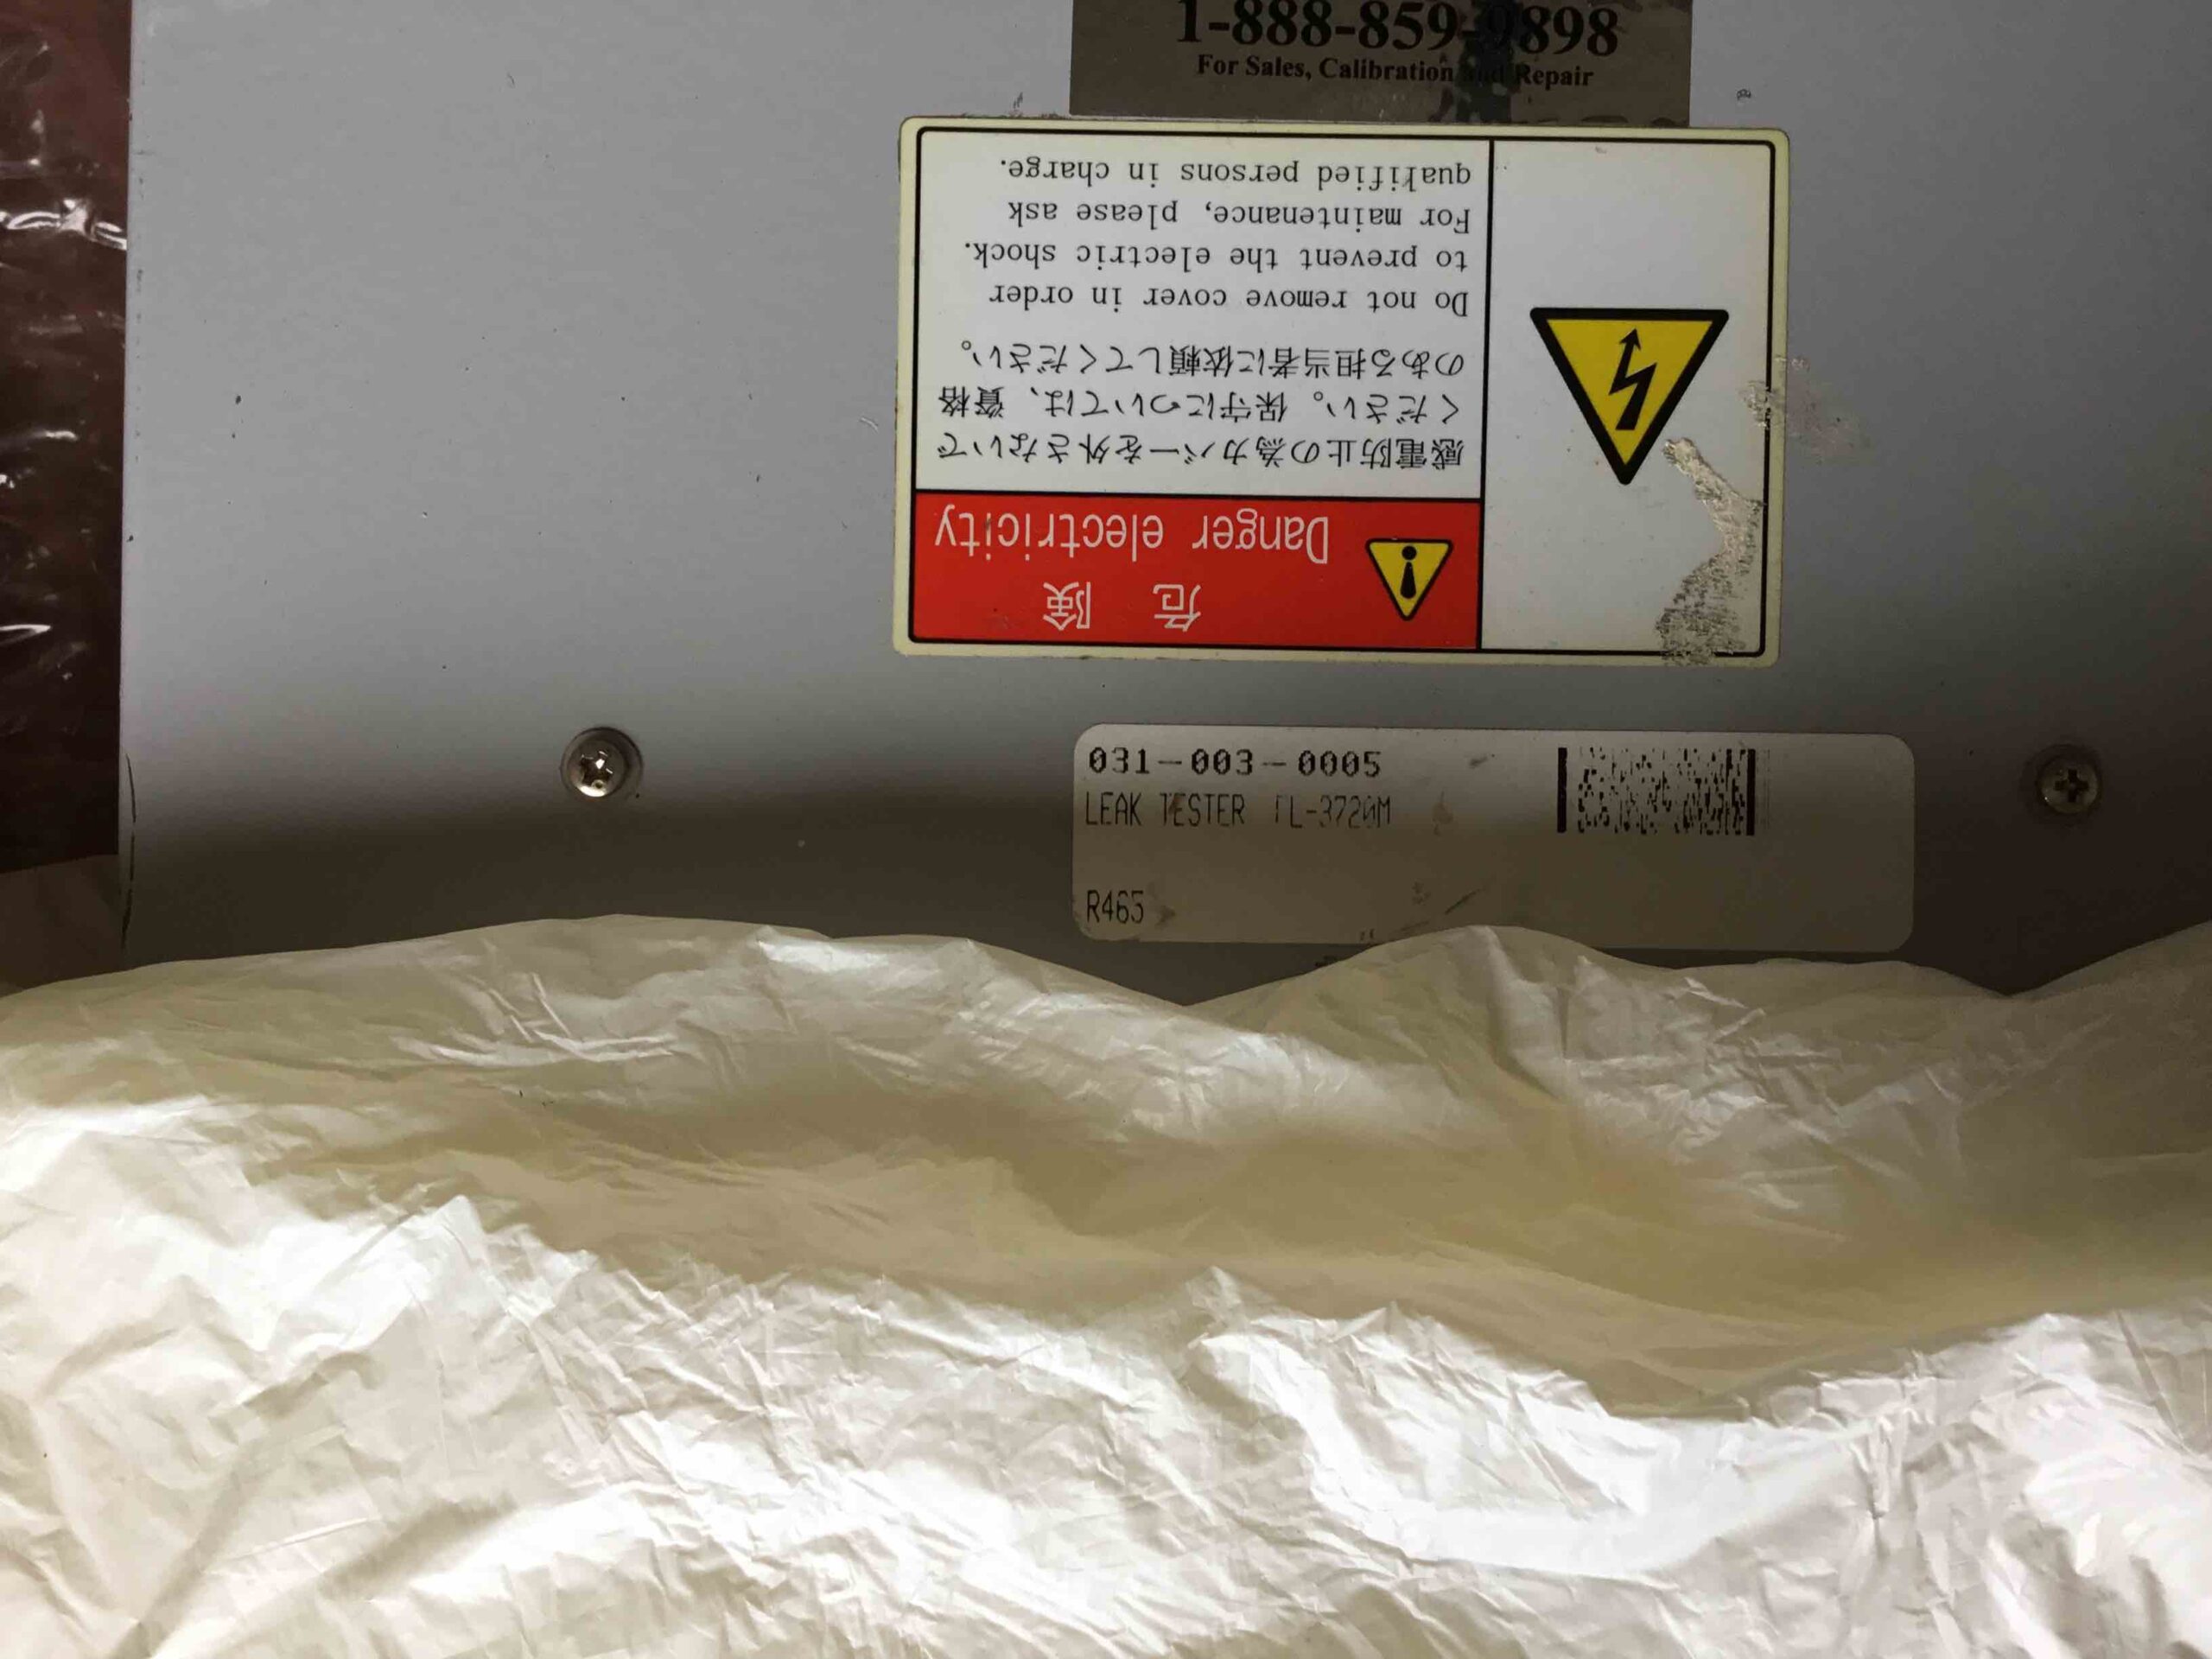 1-888-859-9898
For Sales, Calibration and Repair
危 険
Danger electricity
感電防止の為カバーを外さないで
ください。保守については、資格
のある担当者に依頼してください。
Do not remove cover in order
to prevent the electric shock.
For maintenance, please ask
qualified persons in charge.
031-003-0005
LEAK TESTER FL-3720M
R465